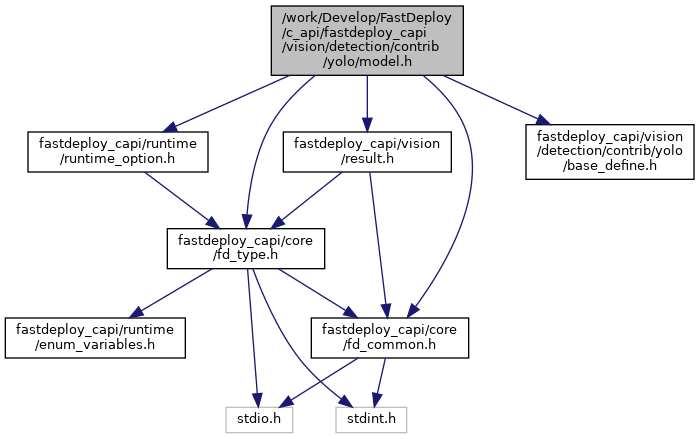 /work/Develop/FastDeploy
/c_api/fastdeploy_capi
/vision/detection/contrib
/yolo/model.h
fastdeploy_capi/runtime
/runtime_option.h
fastdeploy_capi/vision
/result.h
fastdeploy_capi/vision
/detection/contrib/yolo
/base_define.h
fastdeploy_capi/core
/fd_type.h
fastdeploy_capi/runtime
/enum_variables.h
fastdeploy_capi/core
/fd_common.h
stdio.h
stdint.h